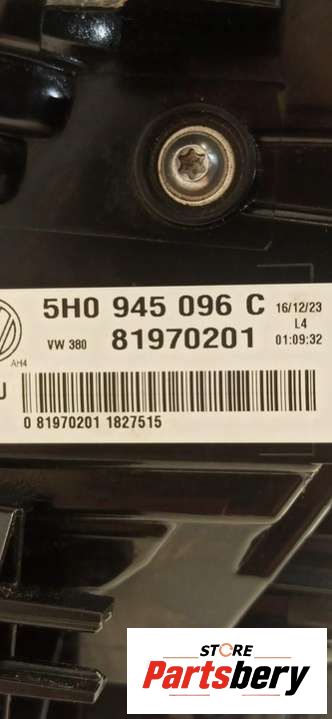 5H0 945 096 C 16/12/23
L4
VW 380 81970201 01:09:32
AH4
J
0 81970201 1827515
STORE
Partsbery